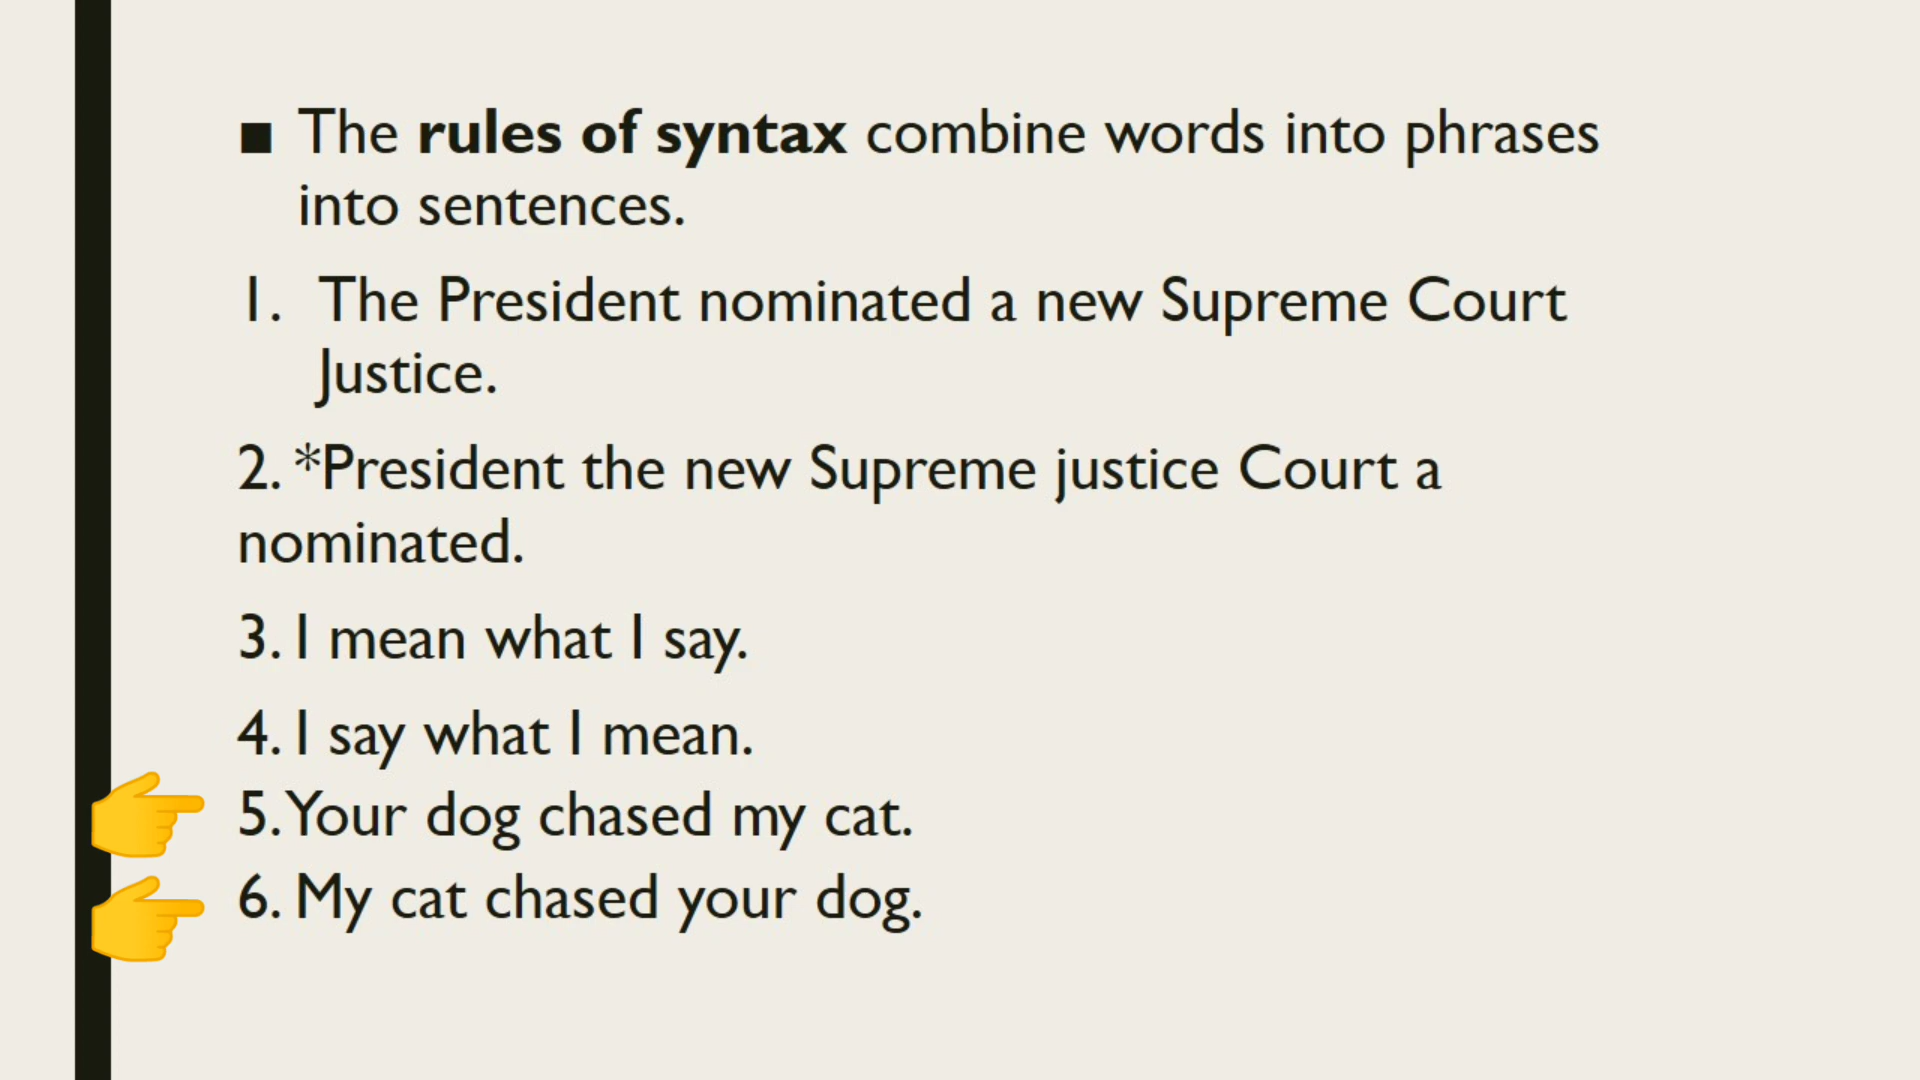 ■ The rules of syntax combine words into phrases
into sentences.
1. The President nominated a new Supreme Court
Justice.
2. *President the new Supreme justice Court a
nominated.
3. I mean what I say.
4. I say what I mean.
5. Your dog chased my cat.
6. My cat chased your dog.